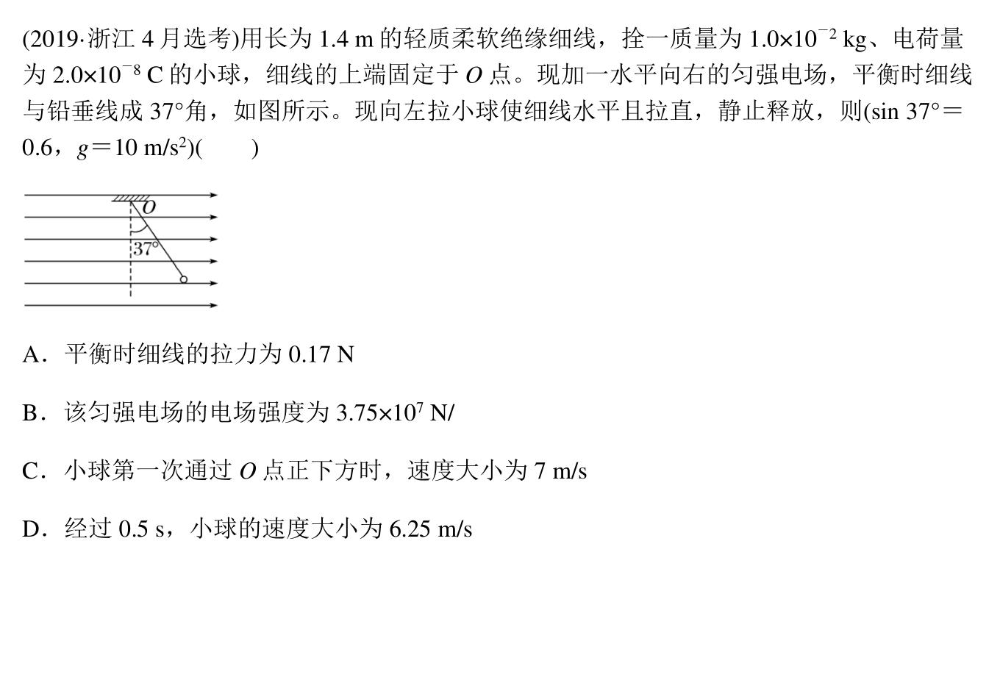 (2019·浙江 4 月选考)用长为 1.4 m 的轻质柔软绝缘细线，拴一质量为 1.0×10⁻² kg、电荷量
为 2.0×10⁻⁸ C 的小球，细线的上端固定于 O 点。现加一水平向右的匀强电场，平衡时细线
与铅垂线成 37°角，如图所示。现向左拉小球使细线水平且拉直，静止释放，则(sin 37°＝
0.6，g＝10 m/s²)(　　)
O
37°
A．平衡时细线的拉力为 0.17 N
B．该匀强电场的电场强度为 3.75×10⁷ N/
C．小球第一次通过 O 点正下方时，速度大小为 7 m/s
D．经过 0.5 s，小球的速度大小为 6.25 m/s